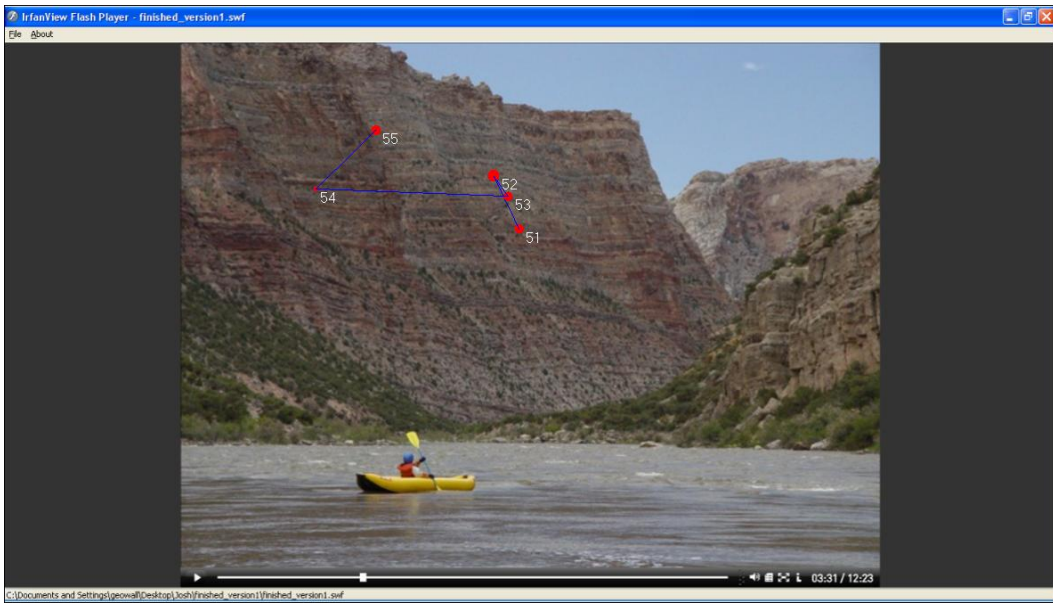 IrfanView Flash Player - finished_version1.swf
File About
55
52
54
53
51
03:31 / 12:23
C:\Documents and Settings\geowall\Desktop\Josh\finished_version1\finished_version1.swf